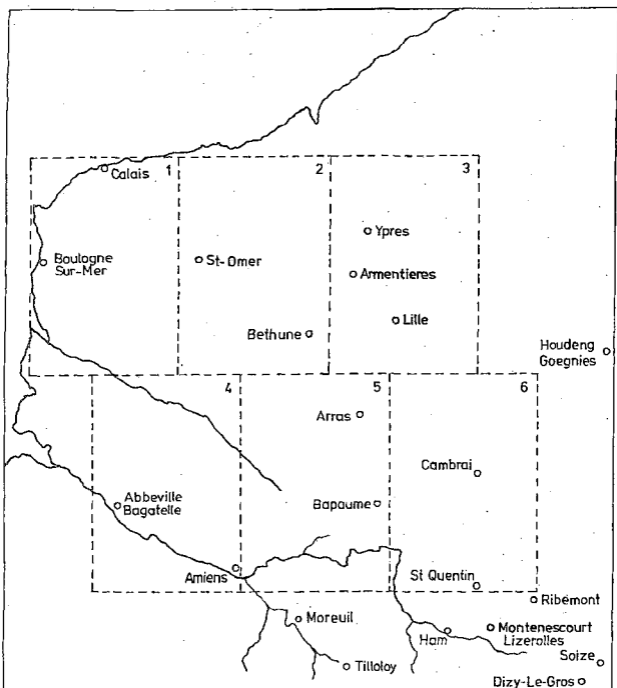 Calais
1
2
3
Ypres
Boulogne
Sur-Mer
St-Omer
Armentieres
Lille
Bethune
Houdeng
Goegnies
4
5
6
Arras
Cambrai
Abbeville
Bagatelle
Bapaume
Amiens
St Quentin
Ribemont
Moreuil
Ham
Montenescourt
Lizerolles
Tilloloy
Soize
Dizy-Le-Gros